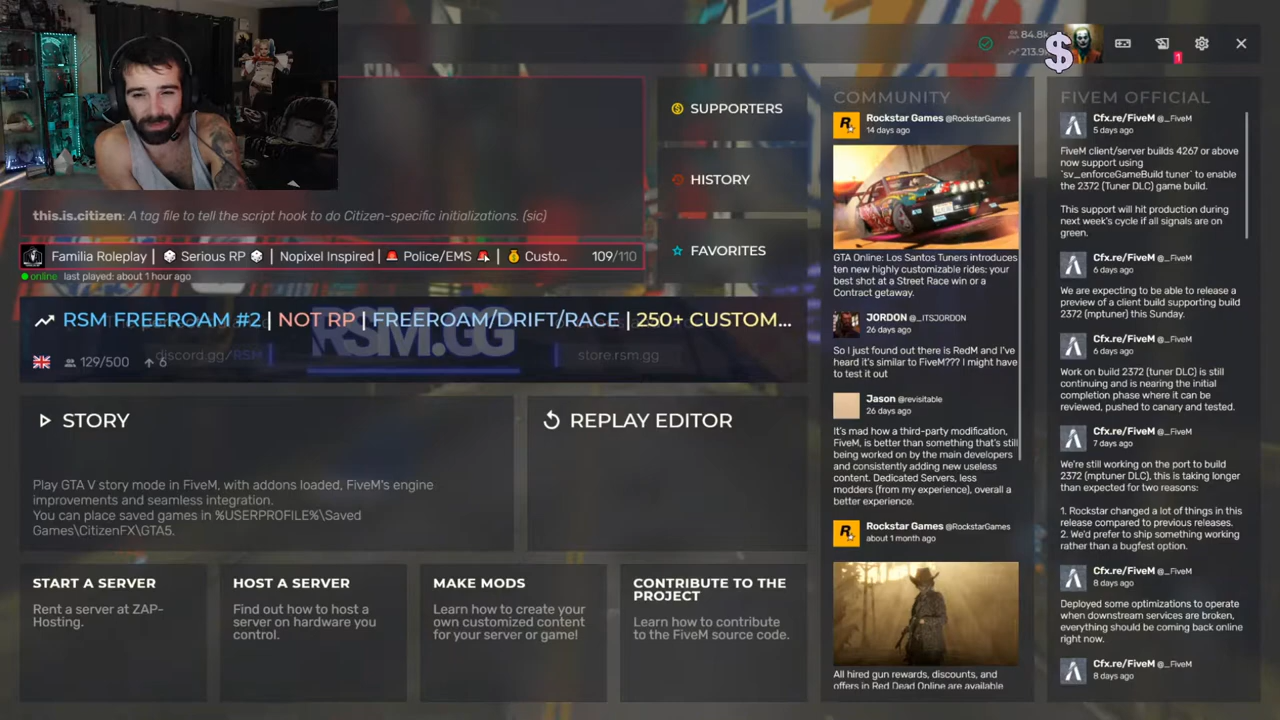 84.8k
213.9k
1
this.is.citizen: A tag file to tell the script hook to do Citizen-specific initializations. (sic)
Familia Roleplay | Serious RP | Nopixel Inspired | Police/EMS | Custo... 109/110
online last played: about 1 hour ago
RSM FREEROAM #2 | NOT RP | FREEROAM/DRIFT/RACE | 250+ CUSTOM...
RSM.GG
discord.gg/RSM
store.rsm.gg
129/500 6
SUPPORTERS
HISTORY
FAVORITES
STORY
Play GTA V story mode in FiveM, with addons loaded, FiveM's engine
improvements and seamless integration.
You can place saved games in %USERPROFILE%\Saved
Games\CitizenFX\GTA5.
REPLAY EDITOR
START A SERVER
Rent a server at ZAP-
Hosting.
HOST A SERVER
Find out how to host a
server on hardware you
control.
MAKE MODS
Learn how to create your
own customized content
for your server or game!
CONTRIBUTE TO THE
PROJECT
Learn how to contribute
to the FiveM source code.
COMMUNITY
Rockstar Games @RockstarGames
14 days ago
GTA Online: Los Santos Tuners introduces
ten new highly customizable rides: your
best shot at a Street Race win or a
Contract getaway.
JORDON @_ITSJORDON
26 days ago
So I just found out there is RedM and I've
heard it's similar to FiveM??? I might have
to test it out
Jason @revisitable
26 days ago
It's mad how a third-party modification,
FiveM, is better than something that's still
being worked on by the main developers
and consistently adding new useless
content. Dedicated Servers, less
modders (from my experience), overall a
better experience.
Rockstar Games @RockstarGames
about 1 month ago
All hired gun rewards, discounts, and
offers in Red Dead Online are available
FIVEM OFFICIAL
Cfx.re/FiveM @_FiveM
5 days ago
FiveM client/server builds 4267 or above
now support using
`sv_enforceGameBuild tuner` to enable
the 2372 (Tuner DLC) game build.
This support will hit production during
next week's cycle if all signals are on
green.
Cfx.re/FiveM @_FiveM
6 days ago
We are expecting to be able to release a
preview of a client build supporting build
2372 (mptuner) this Sunday.
Cfx.re/FiveM @_FiveM
6 days ago
Work on build 2372 (tuner DLC) is still
continuing and is nearing the initial
completion phase where it can be
reviewed, pushed to canary and tested.
Cfx.re/FiveM @_FiveM
7 days ago
We're still working on the port to build
2372 (mptuner DLC), this is taking longer
than expected for two reasons:
1. Rockstar changed a lot of things in this
release compared to previous releases.
2. We'd prefer to ship something working
rather than a bugfest option.
Cfx.re/FiveM @_FiveM
8 days ago
Deployed some optimizations to operate
when downstream services are broken,
everything should be coming back online
right now.
Cfx.re/FiveM @_FiveM
8 days ago